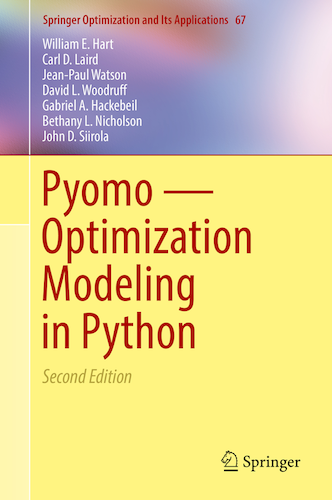 Springer Optimization and Its Applications 67
William E. Hart
Carl D. Laird
Jean-Paul Watson
David L. Woodruff
Gabriel A. Hackebeil
Bethany L. Nicholson
John D. Siirola
Pyomo —
Optimization
Modeling
in Python
Second Edition
Springer